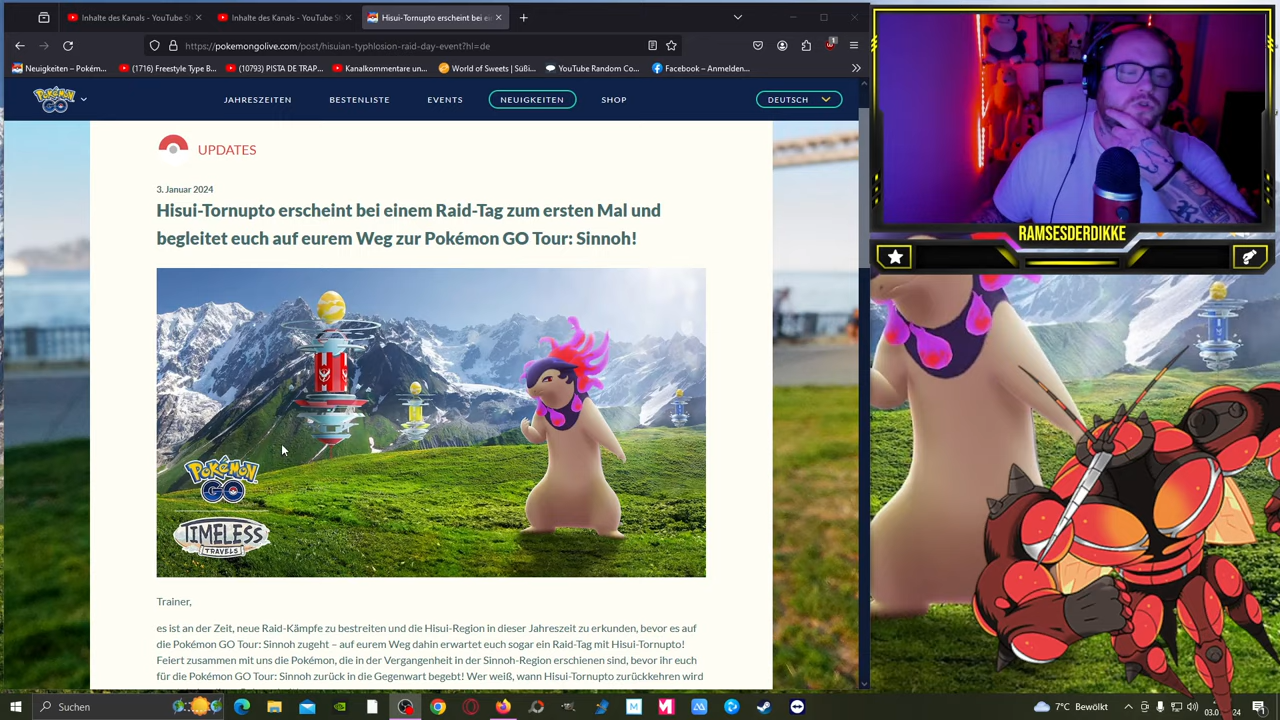 Inhalte des Kanals - YouTube St
Inhalte des Kanals - YouTube St
Hisui-Tornupto erscheint bei ein
https://pokemongolive.com/post/hisuian-typhlosion-raid-day-event?hl=de
1
Neuigkeiten – Pokém...
(1716) Freestyle Type B...
(10793) PISTA DE TRAP...
Kanalkommentare un...
World of Sweets | Süßi...
YouTube Random Co...
Facebook – Anmelden...
POKÉMON GO
JAHRESZEITEN
BESTENLISTE
EVENTS
NEUIGKEITEN
SHOP
DEUTSCH
UPDATES
3. Januar 2024
Hisui-Tornupto erscheint bei einem Raid-Tag zum ersten Mal und
begleitet euch auf eurem Weg zur Pokémon GO Tour: Sinnoh!
POKÉMON
GO
TIMELESS
TRAVELS
Trainer,
es ist an der Zeit, neue Raid-Kämpfe zu bestreiten und die Hisui-Region in dieser Jahreszeit zu erkunden, bevor es auf
die Pokémon GO Tour: Sinnoh zugeht – auf eurem Weg dahin erwartet euch sogar ein Raid-Tag mit Hisui-Tornupto!
Feiert zusammen mit uns die Pokémon, die in der Vergangenheit in der Sinnoh-Region erschienen sind, bevor ihr euch
für die Pokémon GO Tour: Sinnoh zurück in die Gegenwart begebt! Wer weiß, wann Hisui-Tornupto zurückkehren wird
RAMSESDERDIKKE
Suchen
7°C Bewölkt